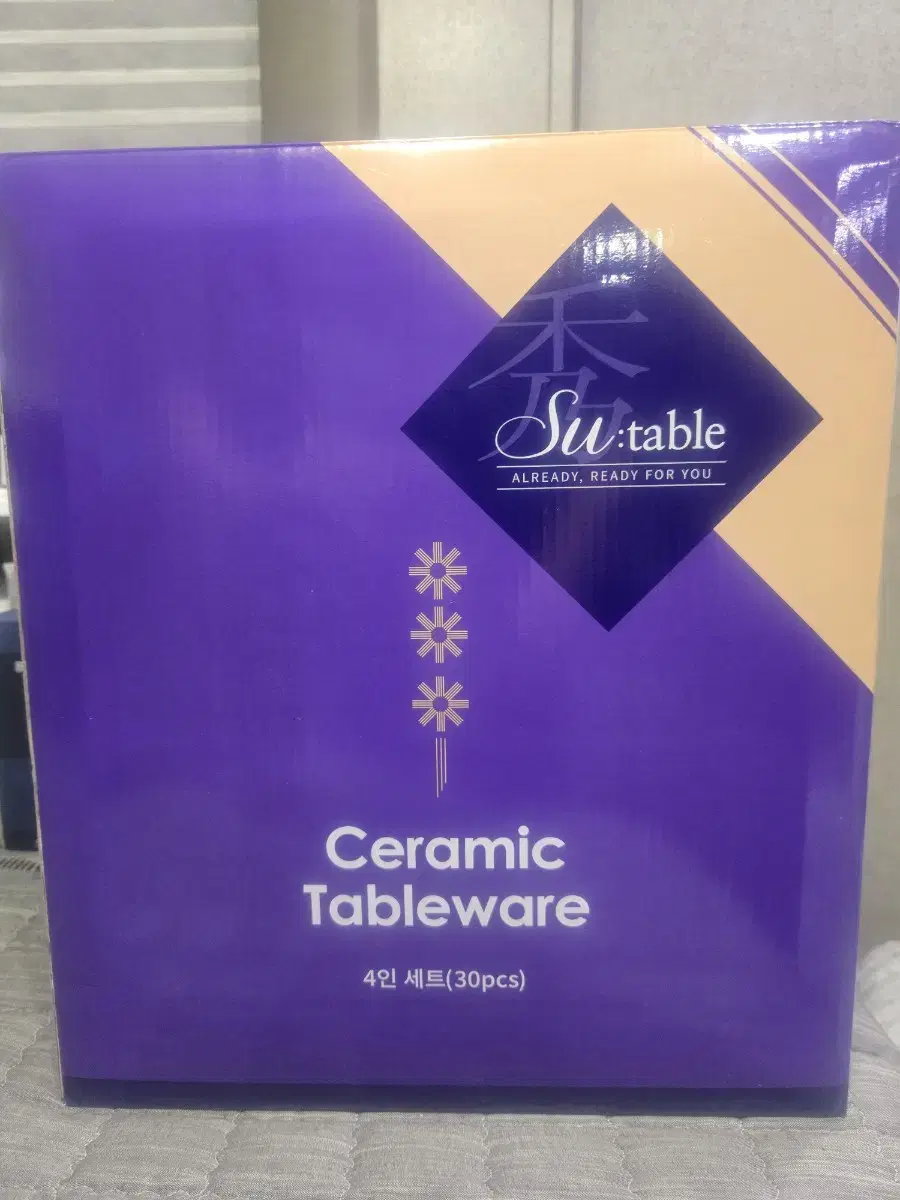 秀
Su:table
ALREADY, READY FOR YOU
Ceramic
Tableware
4인 세트(30pcs)